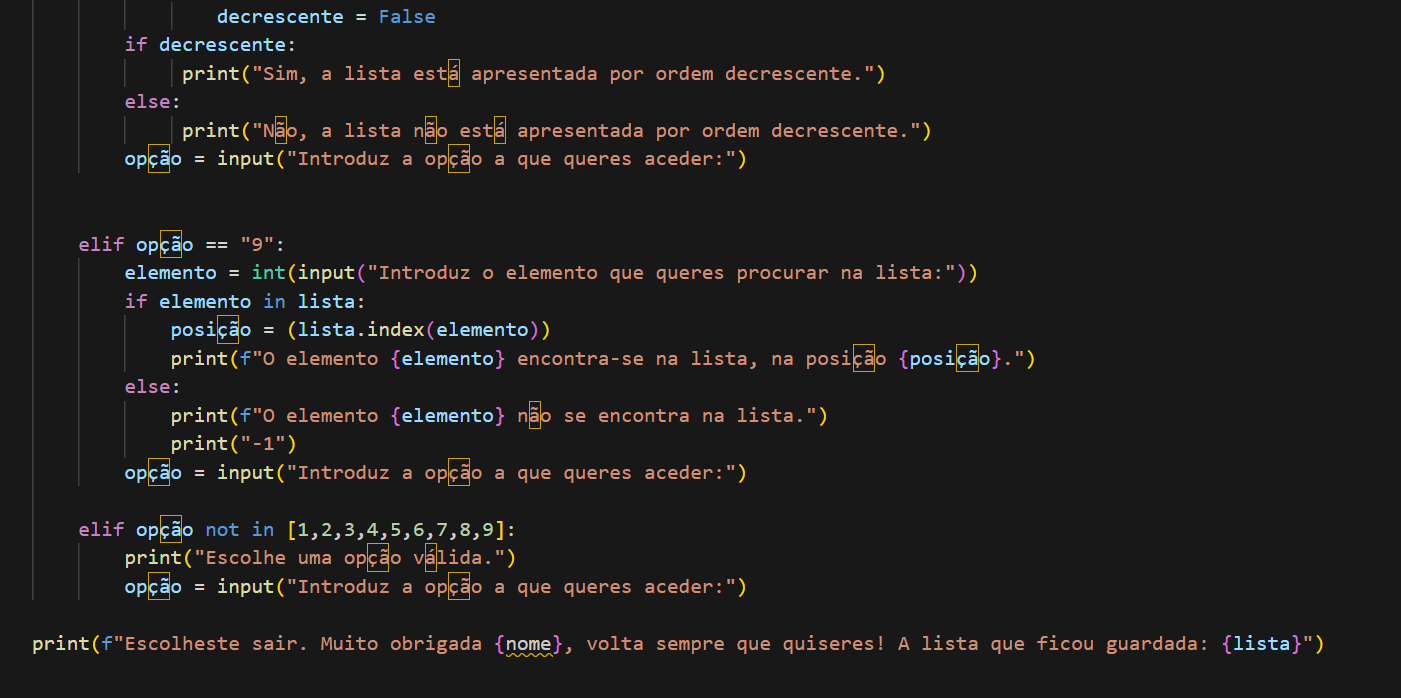 decrescente = False
if decrescente:
print("Sim, a lista está apresentada por ordem decrescente.")
else:
print("Não, a lista não está apresentada por ordem decrescente.")
opção = input("Introduz a opção a que queres aceder:")
elif opção == "9":
elemento = int(input("Introduz o elemento que queres procurar na lista:"))
if elemento in lista:
posição = (lista.index(elemento))
print(f"O elemento {elemento} encontra-se na lista, na posição {posição}.")
else:
print(f"O elemento {elemento} não se encontra na lista.")
print("-1")
opção = input("Introduz a opção a que queres aceder:")
elif opção not in [1,2,3,4,5,6,7,8,9]:
print("Escolhe uma opção válida.")
opção = input("Introduz a opção a que queres aceder:")
print(f"Escolheste sair. Muito obrigada {nome}, volta sempre que quiseres! A lista que ficou guardada: {lista}")